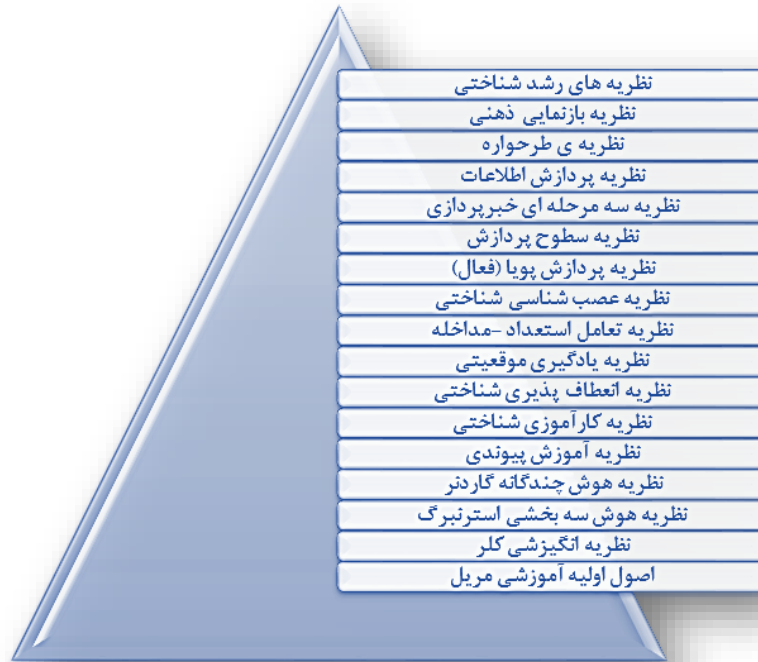 نظریه های رشد شناختی
نظریه بازنمایی ذهنی
نظریه ی طرحواره
نظریه پردازش اطلاعات
نظریه سه مرحله ای خبرپردازی
نظریه سطوح پردازش
نظریه پردازش پویا (فعال)
نظریه عصب شناسی شناختی
نظریه تعامل استعداد -مداخله
نظریه یادگیری موقعیتی
نظریه انعطاف پذیری شناختی
نظریه کارآموزی شناختی
نظریه آموزش پیوندی
نظریه هوش چندگانه گاردنر
نظریه هوش سه بخشی استرنبرگ
نظریه انگیزشی کلر
اصول اولیه آموزشی مریل